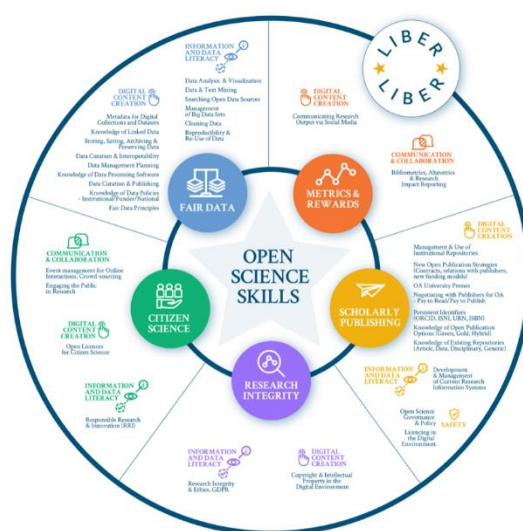 LIBER
LIBER
INFORMATION
AND DATA
LITERACY
Data Analysis & Visualization
Data & Text Mining
Searching Open Data Sources
Management
of Big Data Sets
Cleaning Data
Reproducibility &
Re-Use of Data
DIGITAL
CONTENT
CREATION
Metadata for Digital
Collections and Datasets
Knowledge of Linked Data
Storing, Saving, Archiving &
Preserving Data
Data Curation & Interoperability
Data Management Planning
Knowledge of Data Processing Software
Data Curation & Publishing
Knowledge of Data Policies
- Institutional/Funder/National
Fair Data Principles
FAIR DATA
DIGITAL
CONTENT
CREATION
Communicating Research
Output via Social Media
COMMUNICATION
& COLLABORATION
Bibliometrics, Altmetrics
& Research
Impact Reporting
METRICS &
REWARDS
OPEN
SCIENCE
SKILLS
DIGITAL
CONTENT
CREATION
Management & Use of
Institutional Repositories
New Open Publication Strategies
(Contracts, relations with publishers,
new funding models)
OA University Presses
Negotiating with Publishers for OA
- Pay to Read/Pay to Publish
Persistent Identifiers
(ORCID, ISNI, URN, ISBN)
Knowledge of Open Publication
Options (Green, Gold, Hybrid)
Knowledge of Existing Repositories
(Article, Data, Disciplinary, Generic)
INFORMATION
AND DATA
LITERACY
Development
& Management
of Current Research
Information Systems
SAFETY
Open Science
Governance
& Policy
Licencing in
the Digital
Environment
SCHOLARLY
PUBLISHING
COMMUNICATION
& COLLABORATION
Event management for Online
Interactions, Crowd-sourcing
Engaging the Public
in Research
DIGITAL
CONTENT
CREATION
Open Licences
for Citizen Science
INFORMATION
AND DATA
LITERACY
Responsible Research
& Innovation (RRI)
CITIZEN
SCIENCE
RESEARCH
INTEGRITY
INFORMATION
AND DATA
LITERACY
Research Integrity
& Ethics, GDPR
DIGITAL
CONTENT
CREATION
Copyright & Intellectual
Property in the
Digital Environment